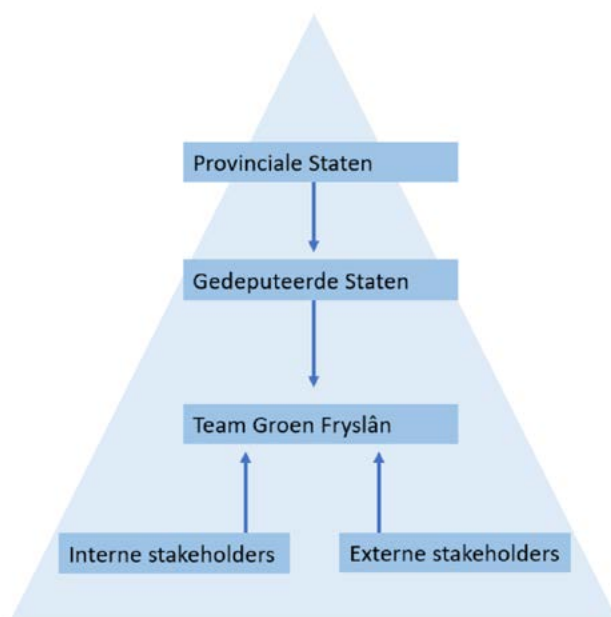 Provinciale Staten
Gedeputeerde Staten
Team Groen Fryslân
Interne stakeholders
Externe stakeholders